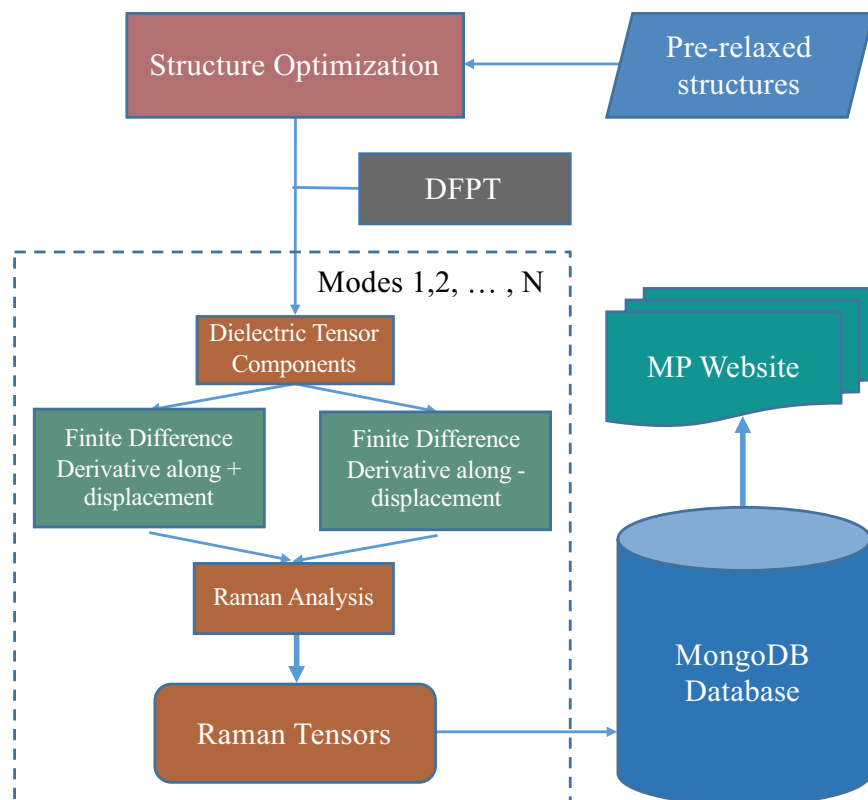 Structure Optimization
Pre-relaxed
structures
DFPT
Modes 1,2, … , N
Dielectric Tensor
Components
MP Website
Finite Difference
Derivative along +
displacement
Finite Difference
Derivative along -
displacement
Raman Analysis
MongoDB
Database
Raman Tensors